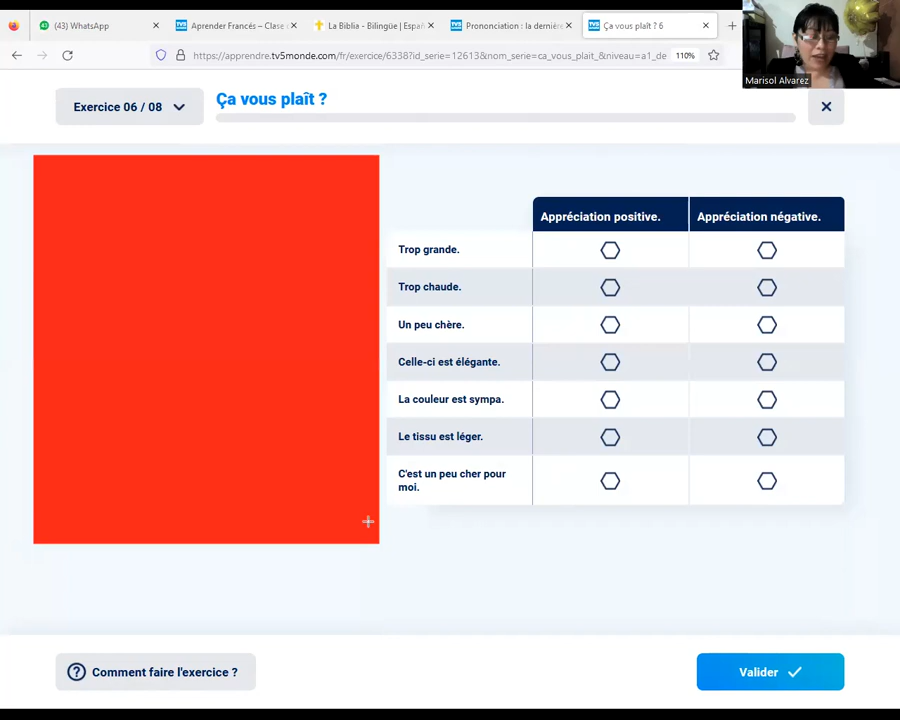 (43) WhatsApp
Aprender Francés – Clase d
La Biblia - Bilingüe | Españ
Prononciation : la dernière
Ça vous plaît ? 6
https://apprendre.tv5monde.com/fr/exercice/6338?id_serie=12613&nom_serie=ca_vous_plait_&niveau=a1_de
110%
Marisol Alvarez
Exercice 06 / 08
Ça vous plaît ?
Appréciation positive.
Appréciation négative.
Trop grande.
Trop chaude.
Un peu chère.
Celle-ci est élégante.
La couleur est sympa.
Le tissu est léger.
C'est un peu cher pour
moi.
Comment faire l'exercice ?
Valider